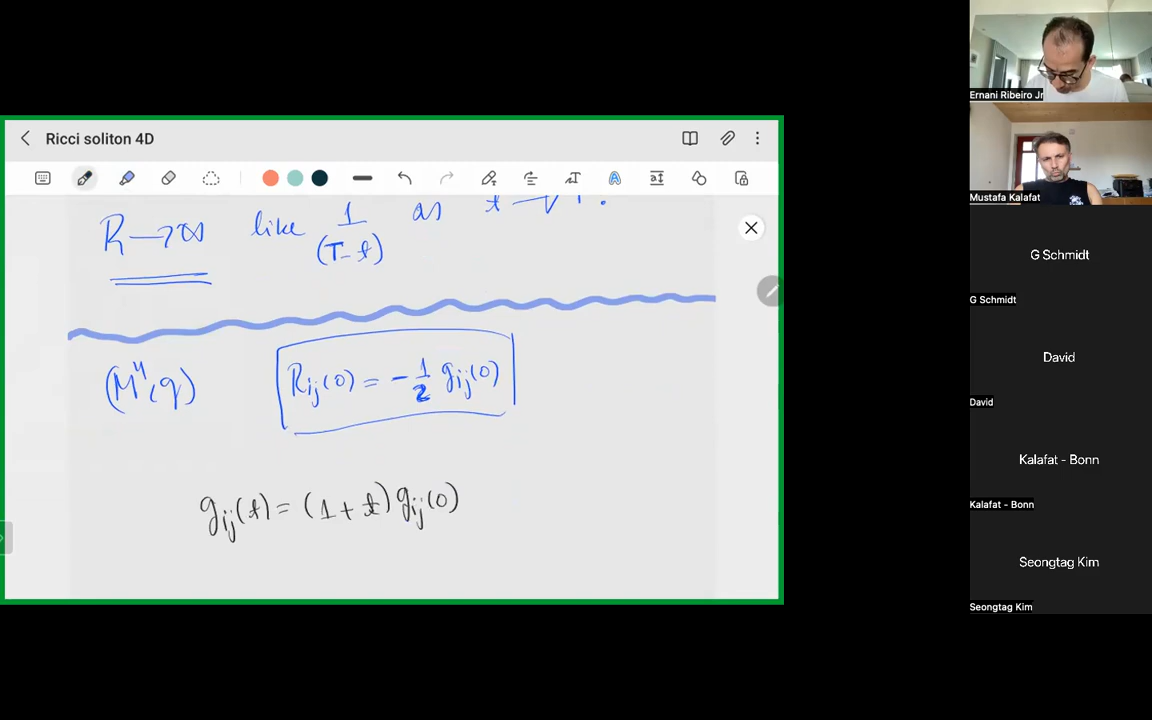 Ricci soliton 4D
R → ∞ like 1/(T-t) as t → T.
(M⁴, g) Rij(0) = - 1/2 gij(0)
gij(t) = (1 + t) gij(0)
Ernani Ribeiro Jr
Mustafa Kalafat
G Schmidt
G Schmidt
David
David
Kalafat - Bonn
Kalafat - Bonn
Seongtag Kim
Seongtag Kim